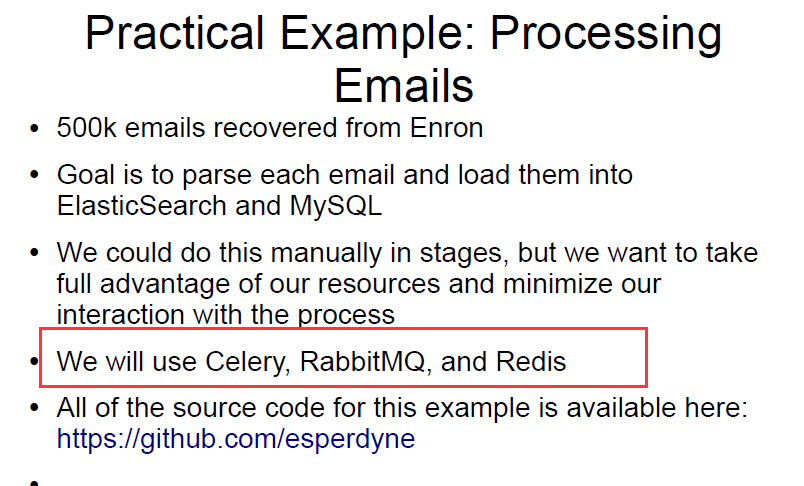 Practical Example: Processing
Emails
• 500k emails recovered from Enron
• Goal is to parse each email and load them into
ElasticSearch and MySQL
• We could do this manually in stages, but we want to take
full advantage of our resources and minimize our
interaction with the process
• We will use Celery, RabbitMQ, and Redis
• All of the source code for this example is available here:
https://github.com/esperdyne
•